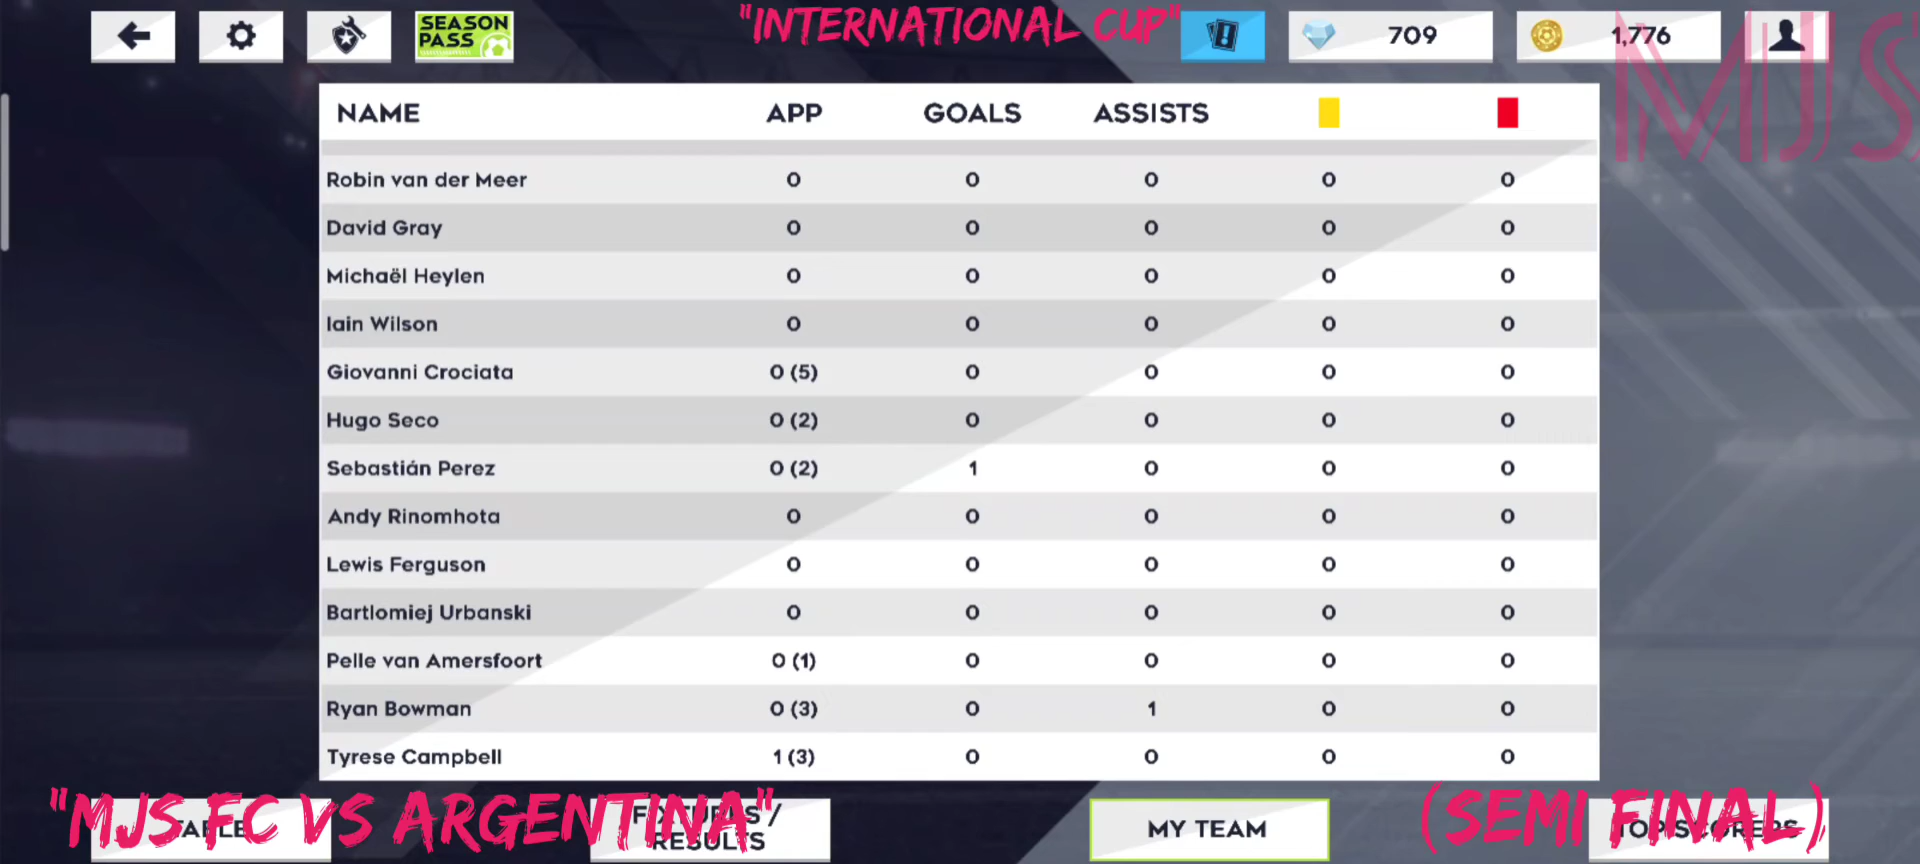 SEASON PASS
"INTERNATIONAL CUP"
709
1,776
MJS
NAME APP GOALS ASSISTS
Robin van der Meer 0 0 0 0 0
David Gray 0 0 0 0 0
Michaël Heylen 0 0 0 0 0
Iain Wilson 0 0 0 0 0
Giovanni Crociata 0 (5) 0 0 0 0
Hugo Seco 0 (2) 0 0 0 0
Sebastián Perez 0 (2) 1 0 0 0
Andy Rinomhota 0 0 0 0 0
Lewis Ferguson 0 0 0 0 0
Bartlomiej Urbanski 0 0 0 0 0
Pelle van Amersfoort 0 (1) 0 0 0 0
Ryan Bowman 0 (3) 0 1 0 0
Tyrese Campbell 1 (3) 0 0 0 0
"MJS FC VS ARGENTINA"
TABLE
FIXTURES / RESULTS
MY TEAM
(SEMI FINAL)
TOP SCORERS